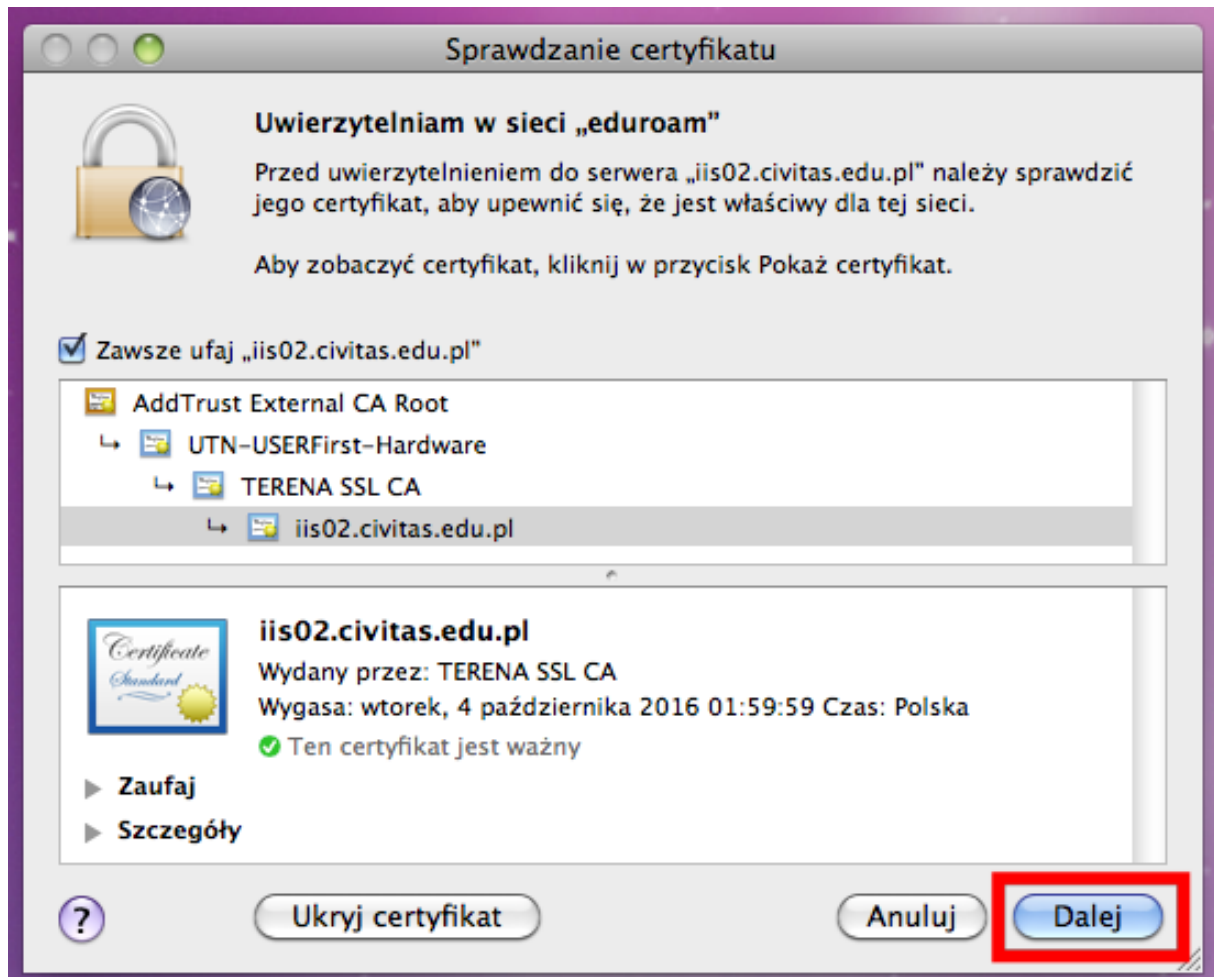 Sprawdzanie certyfikatu
Uwierzytelniam w sieci „eduroam”
Przed uwierzytelnieniem do serwera „iis02.civitas.edu.pl” należy sprawdzić
jego certyfikat, aby upewnić się, że jest właściwy dla tej sieci.
Aby zobaczyć certyfikat, kliknij w przycisk Pokaż certyfikat.
Zawsze ufaj „iis02.civitas.edu.pl”
AddTrust External CA Root
UTN-USERFirst-Hardware
TERENA SSL CA
iis02.civitas.edu.pl
Certificate
Standard
iis02.civitas.edu.pl
Wydany przez: TERENA SSL CA
Wygasa: wtorek, 4 października 2016 01:59:59 Czas: Polska
Ten certyfikat jest ważny
Zaufaj
Szczegóły
? Ukryj certyfikat Anuluj Dalej